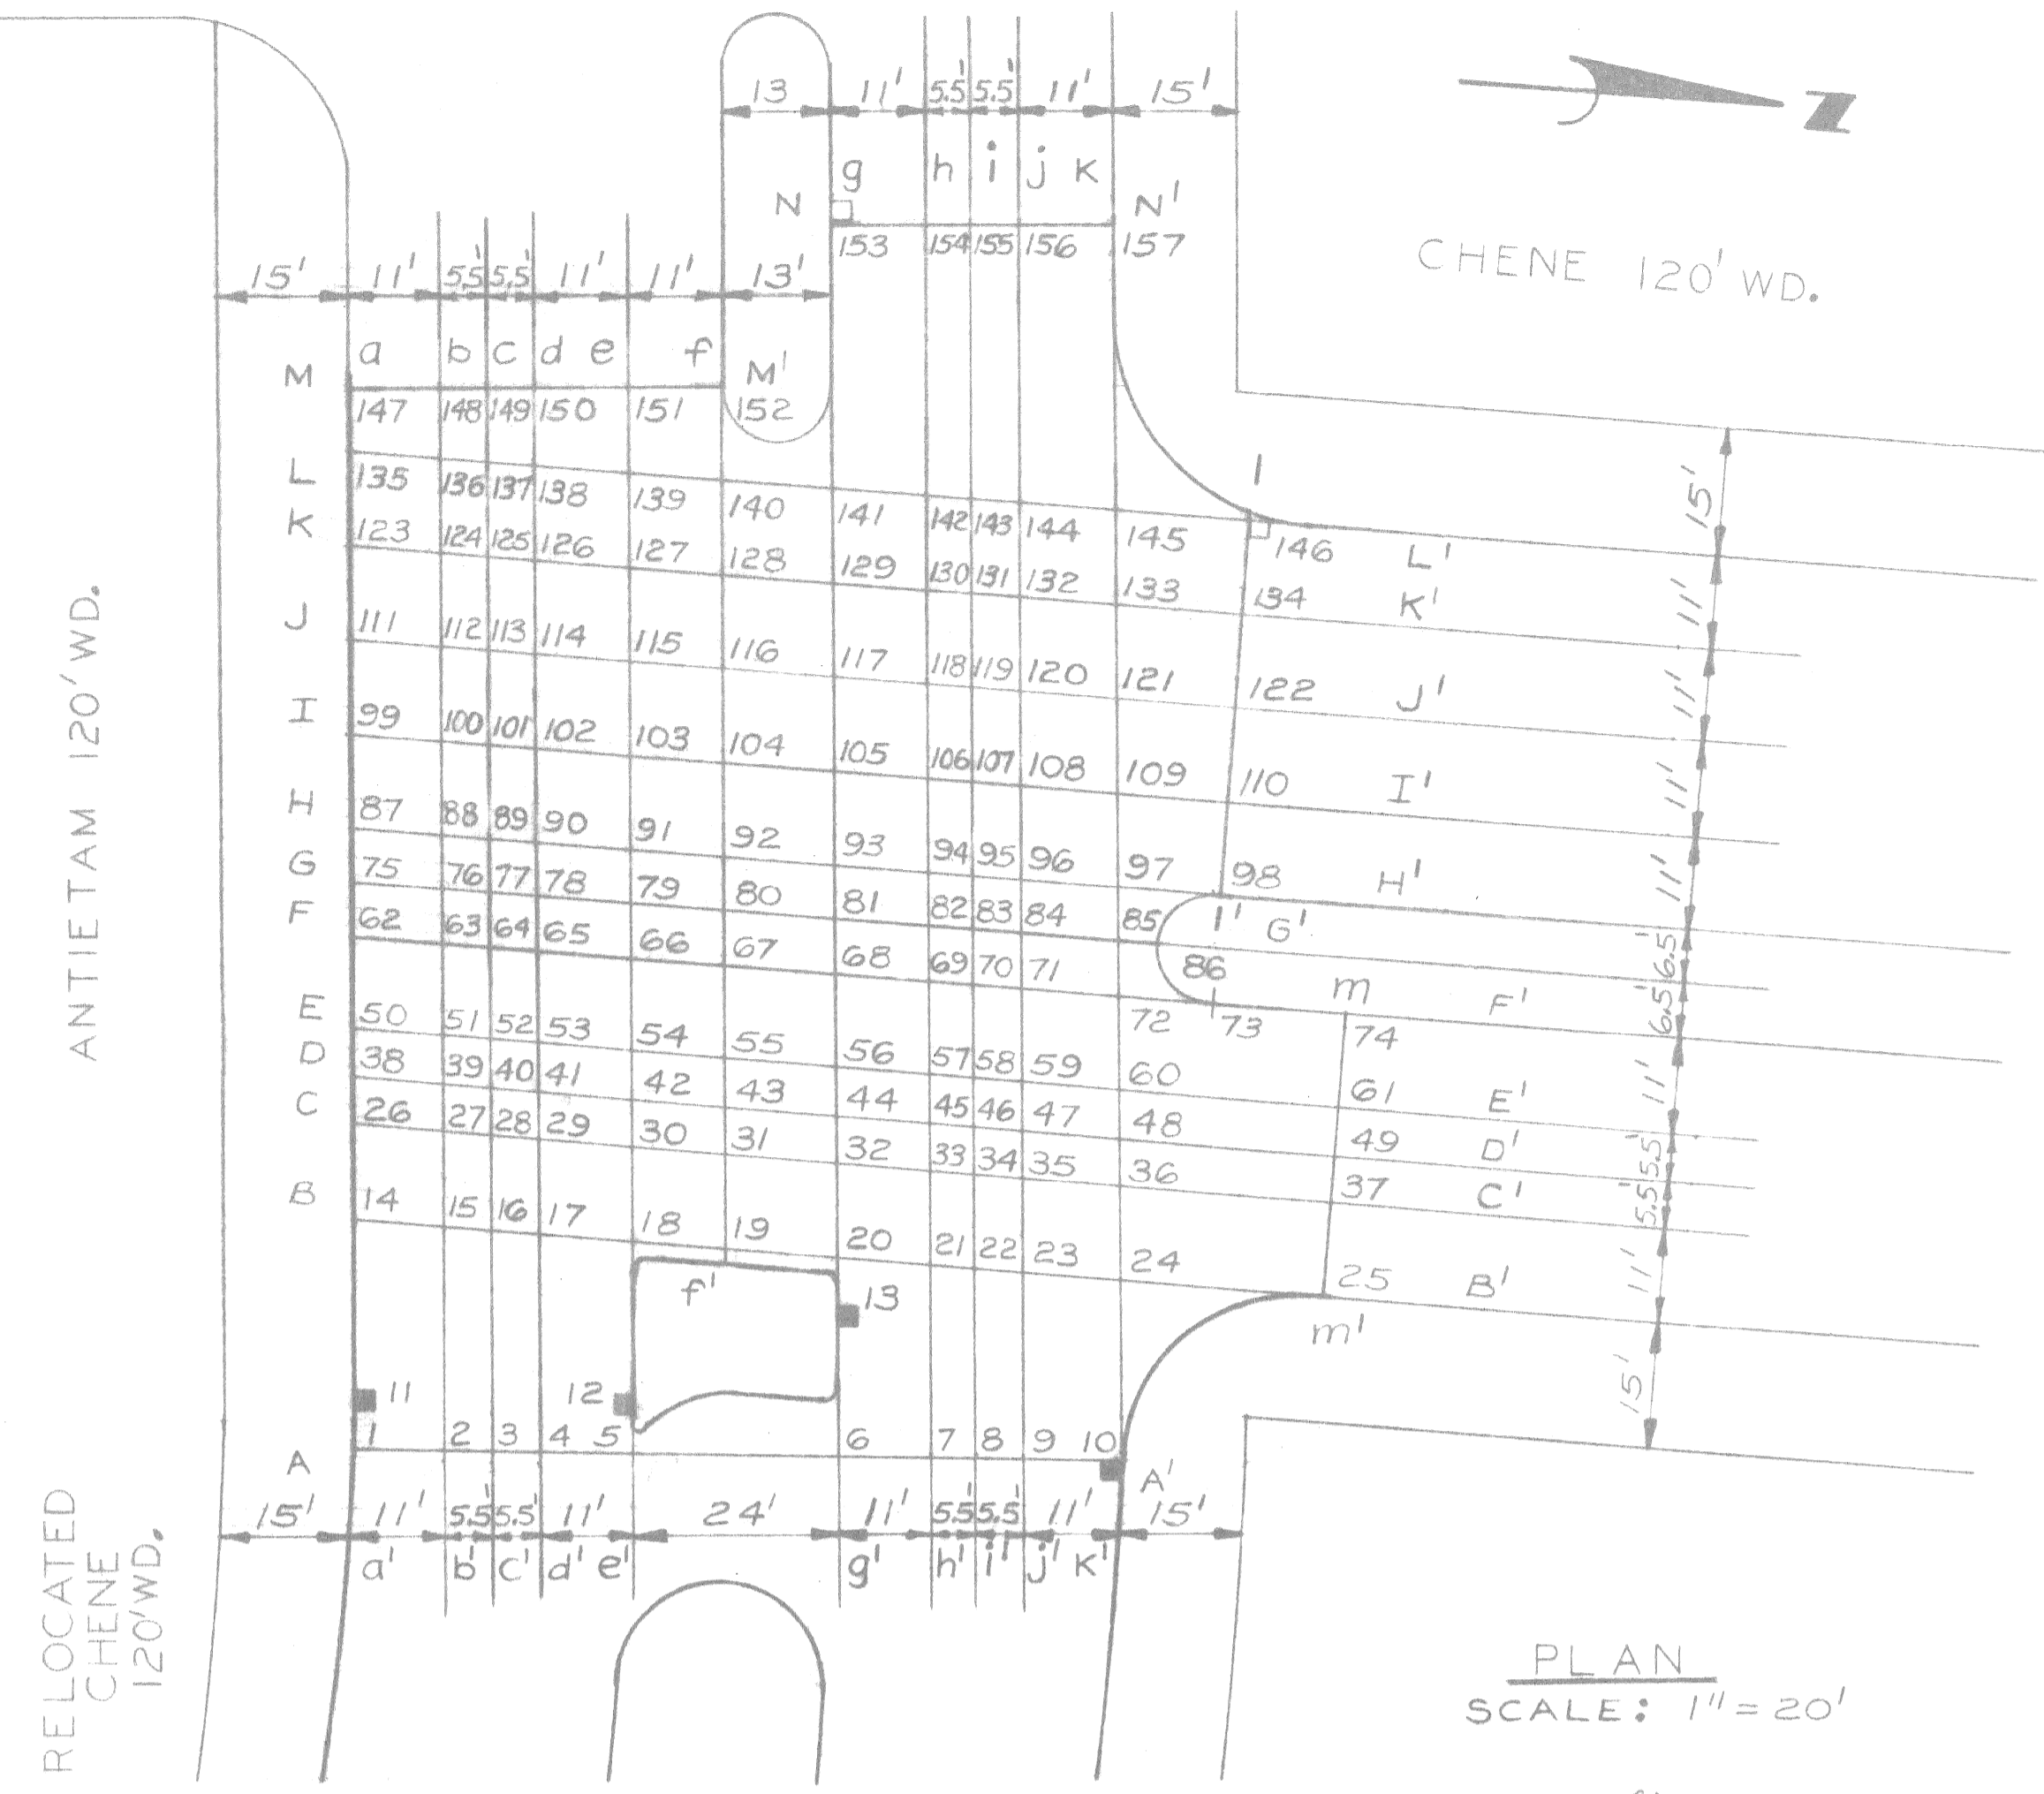 13 11' 5.5' 5.5' 11' 15'
Z
g h i j k
N N'
153 154 155 156 157
CHENE 120' WD.
15' 11' 5.5' 5.5' 11' 11' 13'
a b c d e f
M M'
147 148 149 150 151 152
l
L 135 136 137 138 139 140 141 142 143 144 145 146 L'
K 123 124 125 126 127 128 129 130 131 132 133 134 K'
J 111 112 113 114 115 116 117 118 119 120 121 122 J'
I 99 100 101 102 103 104 105 106 107 108 109 110 I'
H 87 88 89 90 91 92 93 94 95 96 97 98 H'
G 75 76 77 78 79 80 81 82 83 84 85 86 l' G'
F 62 63 64 65 66 67 68 69 70 71 72 73 74 m F'
E 50 51 52 53 54 55 56 57 58 59 60 61 E'
D 38 39 40 41 42 43 44 45 46 47 48 49 D'
C 26 27 28 29 30 31 32 33 34 35 36 37 C'
B 14 15 16 17 18 19 20 21 22 23 24 25 B'
f' 13 m'
11 12
1 2 3 4 5 6 7 8 9 10
A A'
15' 11' 5.5' 5.5' 11' 24' 11' 5.5' 5.5' 11' 15'
a' b' c' d' e' g' h' i' j' k'
15'
11'
11'
11'
11'
6.5'
6.5'
11'
5.5'
5.5'
11'
15'
ANTIETAM 120' WD.
RELOCATED
CHENE
120' WD.
PLAN
SCALE: 1" = 20'